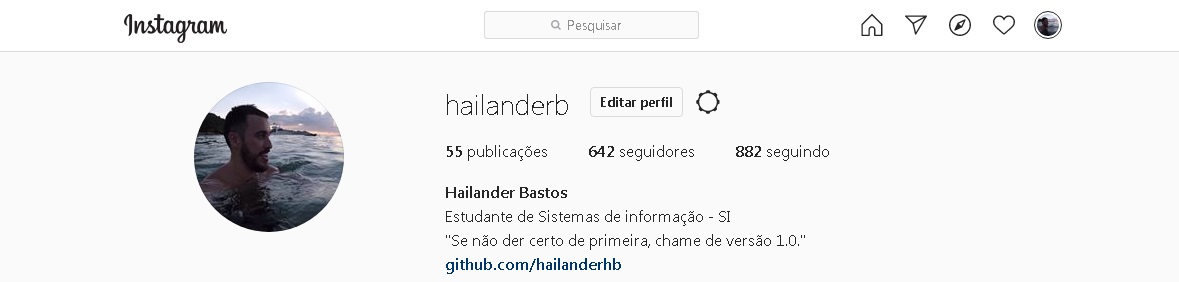 Instagram
Pesquisar
hailanderb
Editar perfil
55 publicações 642 seguidores 882 seguindo
Hailander Bastos
Estudante de Sistemas de informação - SI
"Se não der certo de primeira, chame de versão 1.0."
github.com/hailanderhb